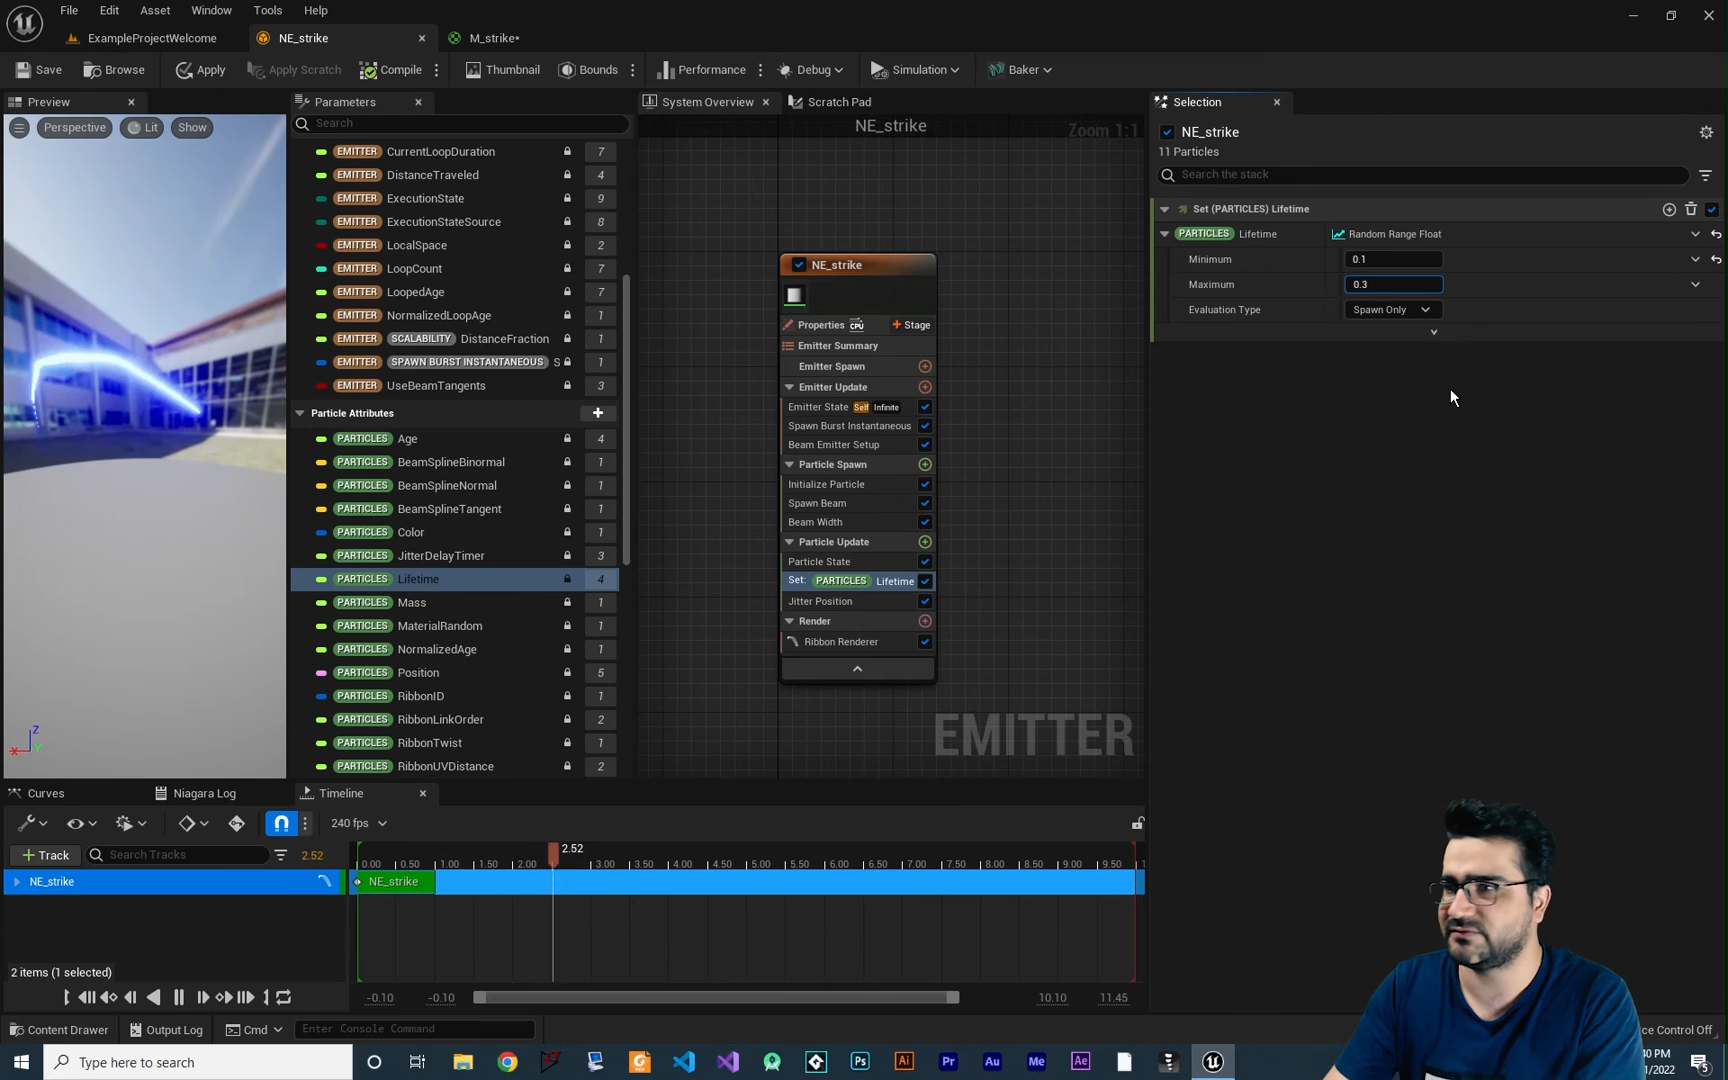 File Edit Asset Window Tools Help
ExampleProjectWelcome NE_strike M_strike*
Save Browse Apply Apply Scratch Compile Thumbnail Bounds Performance Debug Simulation Baker
Preview Parameters System Overview Scratch Pad Selection
Perspective Lit Show
Search
NE_strike
Zoom 1:1
NE_strike
11 Particles
Search the stack
EMITTER CurrentLoopDuration 7
EMITTER DistanceTraveled 4
EMITTER ExecutionState 9
EMITTER ExecutionStateSource 8
EMITTER LocalSpace 2
EMITTER LoopCount 7
EMITTER LoopedAge 7
EMITTER NormalizedLoopAge 1
EMITTER SCALABILITY DistanceFraction 1
EMITTER SPAWN BURST INSTANTANEOUS S 1
EMITTER UseBeamTangents 3
Particle Attributes
PARTICLES Age 4
PARTICLES BeamSplineBinormal 1
PARTICLES BeamSplineNormal 1
PARTICLES BeamSplineTangent 1
PARTICLES Color 1
PARTICLES JitterDelayTimer 3
PARTICLES Lifetime 4
PARTICLES Mass 1
PARTICLES MaterialRandom 1
PARTICLES NormalizedAge 1
PARTICLES Position 5
PARTICLES RibbonID 1
PARTICLES RibbonLinkOrder 2
PARTICLES RibbonTwist 1
PARTICLES RibbonUVDistance 2
NE_strike
Properties CPU Stage
Emitter Summary
Emitter Spawn
Emitter Update
Emitter State Self Infinite
Spawn Burst Instantaneous
Beam Emitter Setup
Particle Spawn
Initialize Particle
Spawn Beam
Beam Width
Particle Update
Particle State
Set: PARTICLES Lifetime
Jitter Position
Render
Ribbon Renderer
EMITTER
Set (PARTICLES) Lifetime
PARTICLES Lifetime Random Range Float
Minimum 0.1
Maximum 0.3
Evaluation Type Spawn Only
Z
X
Y
Curves Niagara Log Timeline
240 fps
Track Search Tracks 2.52
2.52
0.00 0.50 1.00 1.50 2.00 3.00 3.50 4.00 4.50 5.00 5.50 6.00 6.50 7.00 7.50 8.00 8.50 9.00 9.50 1
NE_strike NE_strike
2 items (1 selected)
-0.10 -0.10 10.10 11.45
Content Drawer Output Log Cmd Enter Console Command
ce Control Off
Type here to search
Ps Ai Pr Au Me Ae
40 PM
1/2022
5